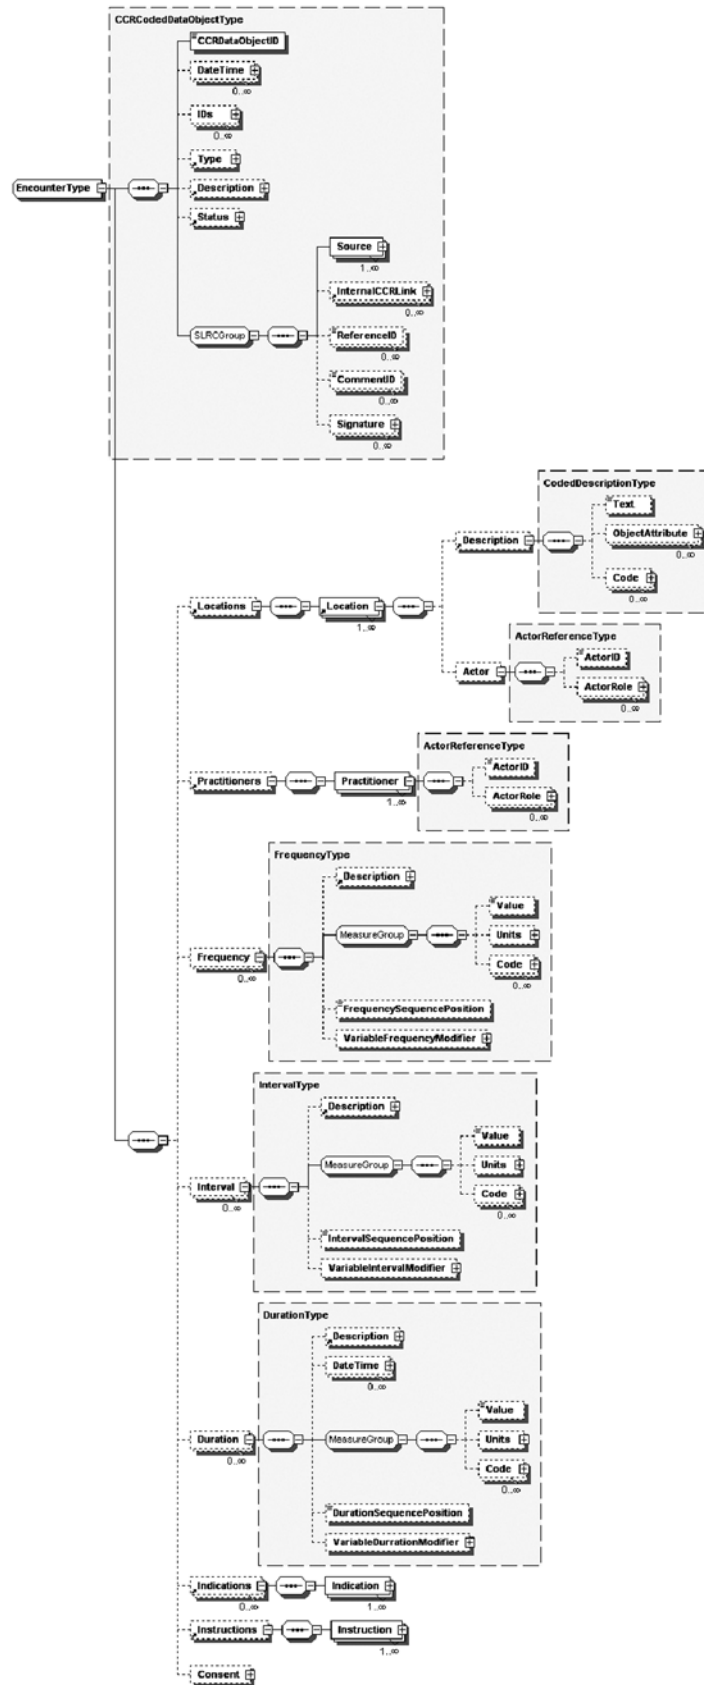 CCRCodedDataObjectType
CCRDataObjectID
DateTime
0..∞
IDs
0..∞
Type
EncounterType
Description
Status
Source
1..∞
InternalCCRLink
0..∞
SLRCGroup
ReferenceID
0..∞
CommentID
0..∞
Signature
0..∞
CodedDescriptionType
Text
Description
ObjectAttribute
0..∞
Code
0..∞
Locations
Location
1..∞
ActorReferenceType
ActorID
Actor
ActorRole
0..∞
ActorReferenceType
ActorID
Practitioners
Practitioner
1..∞
ActorRole
0..∞
FrequencyType
Description
Value
MeasureGroup
Units
Frequency
0..∞
Code
0..∞
FrequencySequencePosition
VariableFrequencyModifier
IntervalType
Description
Value
MeasureGroup
Units
Interval
0..∞
Code
0..∞
IntervalSequencePosition
VariableIntervalModifier
DurationType
Description
DateTime
0..∞
Value
Duration
0..∞
MeasureGroup
Units
Code
0..∞
DurationSequencePosition
VariableDurrationModifier
Indications
0..∞
Indication
1..∞
Instructions
Instruction
1..∞
Consent